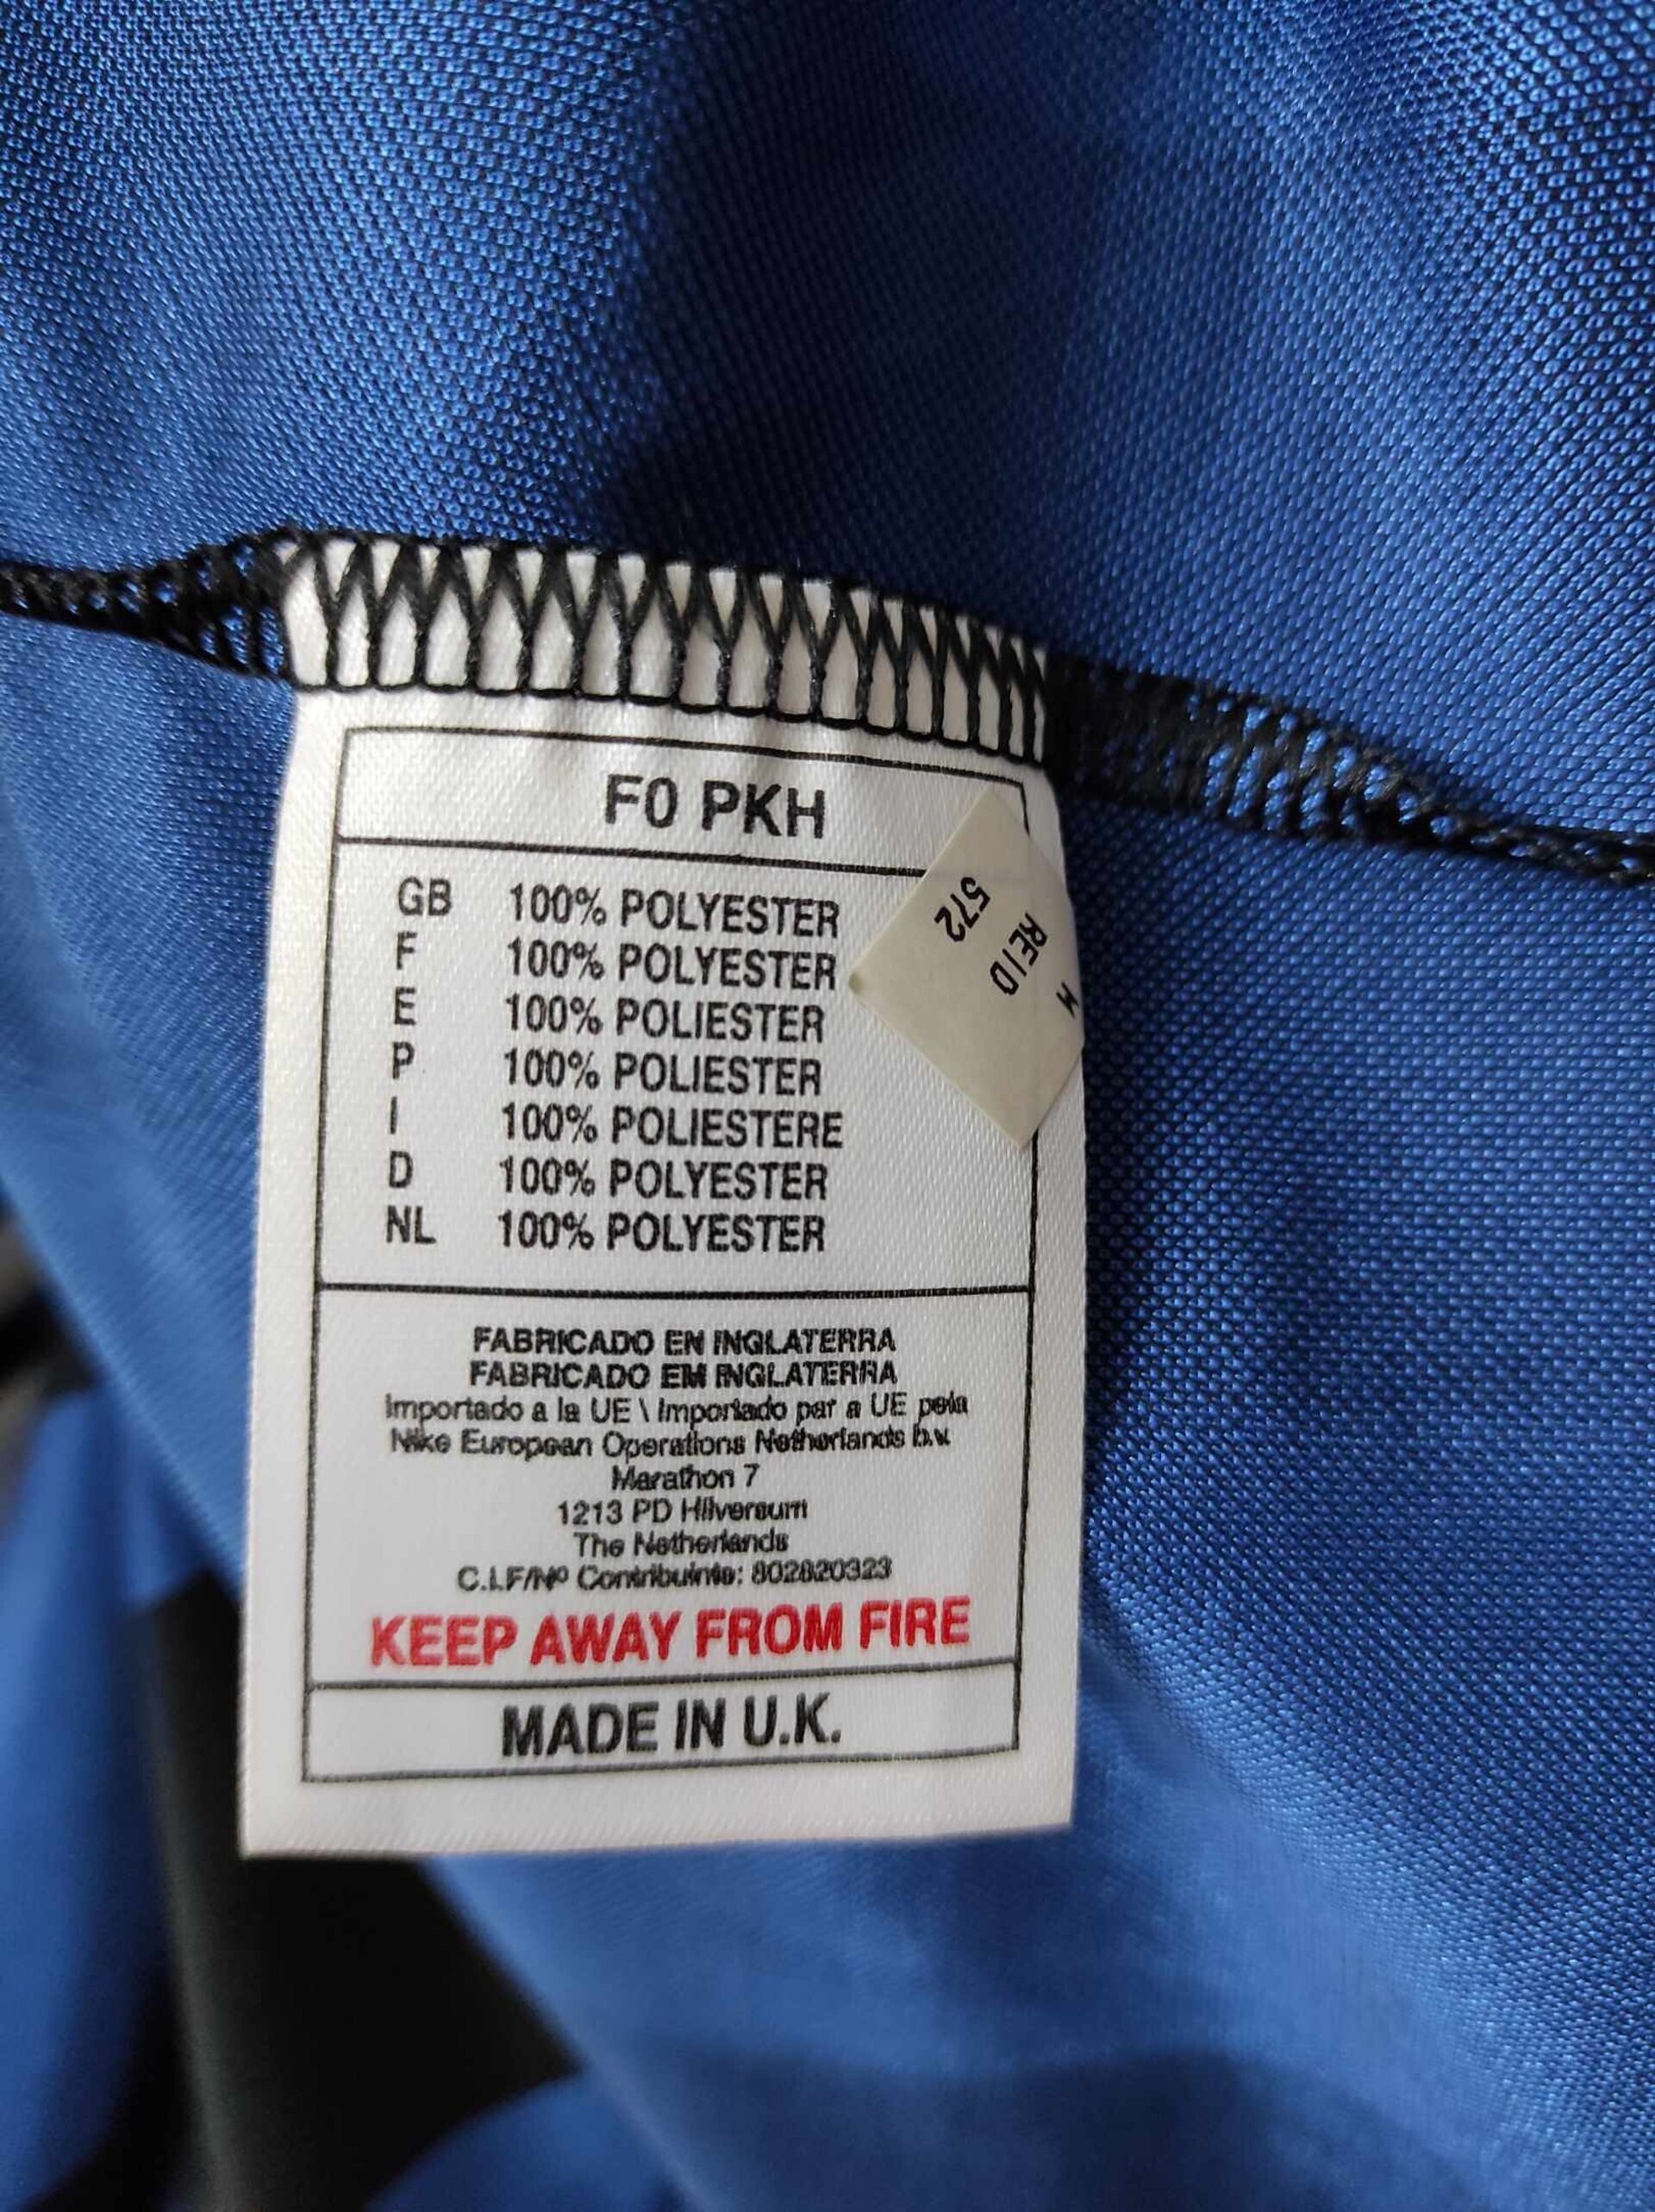 F0 PKH
GB 100% POLYESTER
F 100% POLYESTER
E 100% POLIESTER
P 100% POLIESTER
I 100% POLIESTERE
D 100% POLYESTER
NL 100% POLYESTER
572
REID
M
FABRICADO EN INGLATERRA
FABRICADO EM INGLATERRA
Importado a la UE \ Importado par a UE pela
Nike European Operations Netherlands b.v.
Marathon 7
1213 PD Hilversum
The Netherlands
C.I.F/Nº Contribuinte: 802820323
KEEP AWAY FROM FIRE
MADE IN U.K.